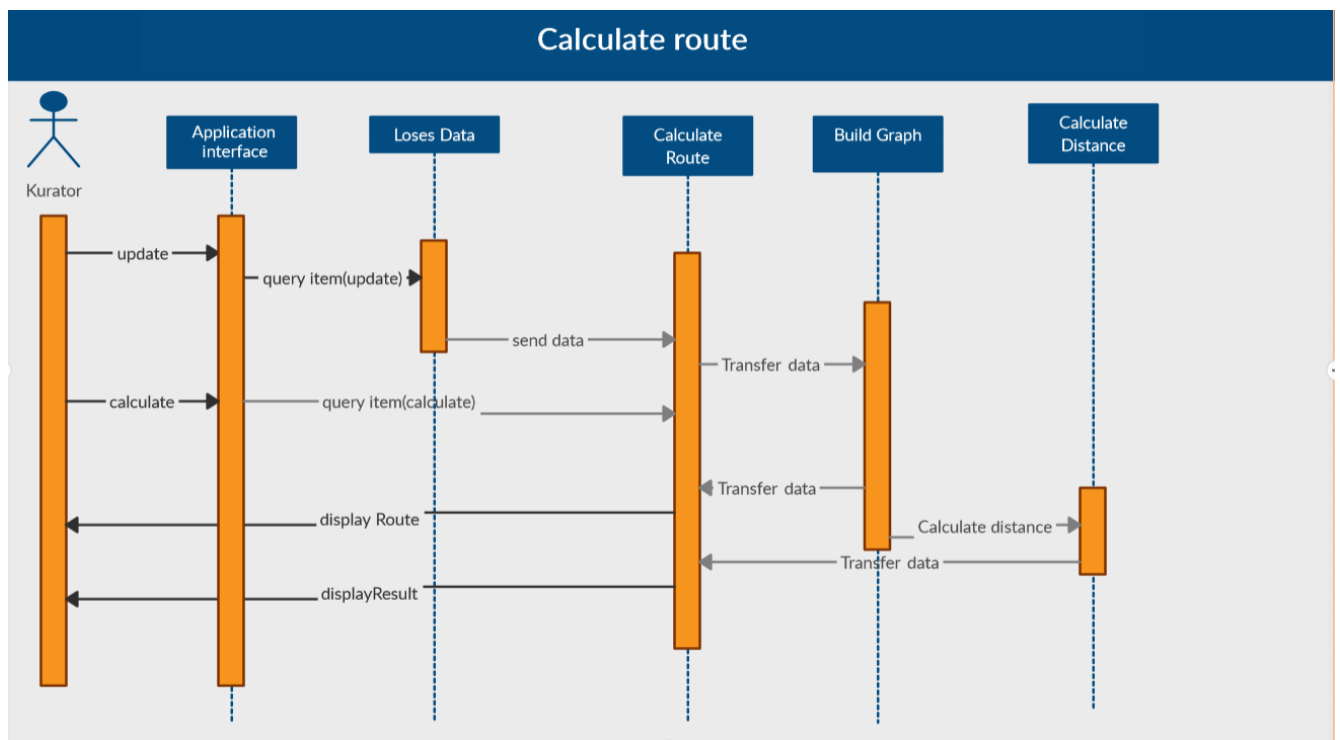 Calculate route
Kurator
Application
interface
Loses Data
Calculate
Route
Build Graph
Calculate
Distance
update
query item(update)
send data
Transfer data
calculate
query item(calculate)
Transfer data
display Route
Calculate distance
Transfer data
displayResult